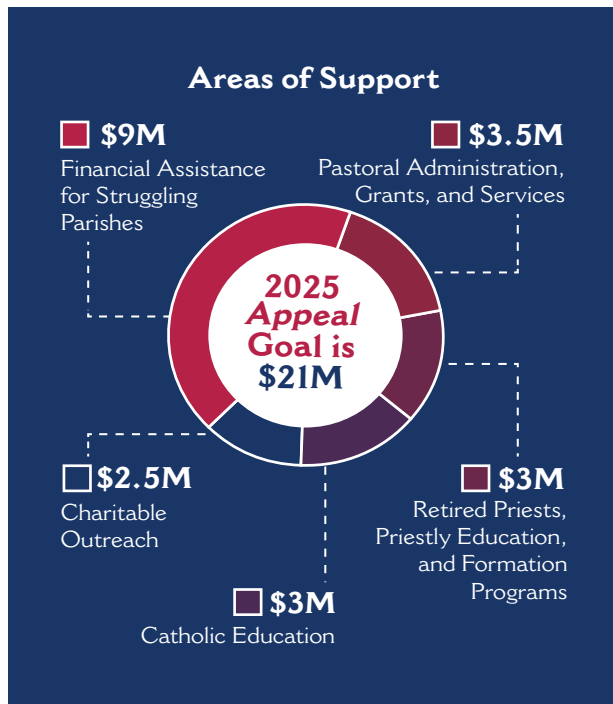 Areas of Support
$9M
Financial Assistance
for Struggling
Parishes
$3.5M
Pastoral Administration,
Grants, and Services
2025
Appeal
Goal is
$21M
$2.5M
Charitable
Outreach
$3M
Retired Priests,
Priestly Education,
and Formation
Programs
$3M
Catholic Education